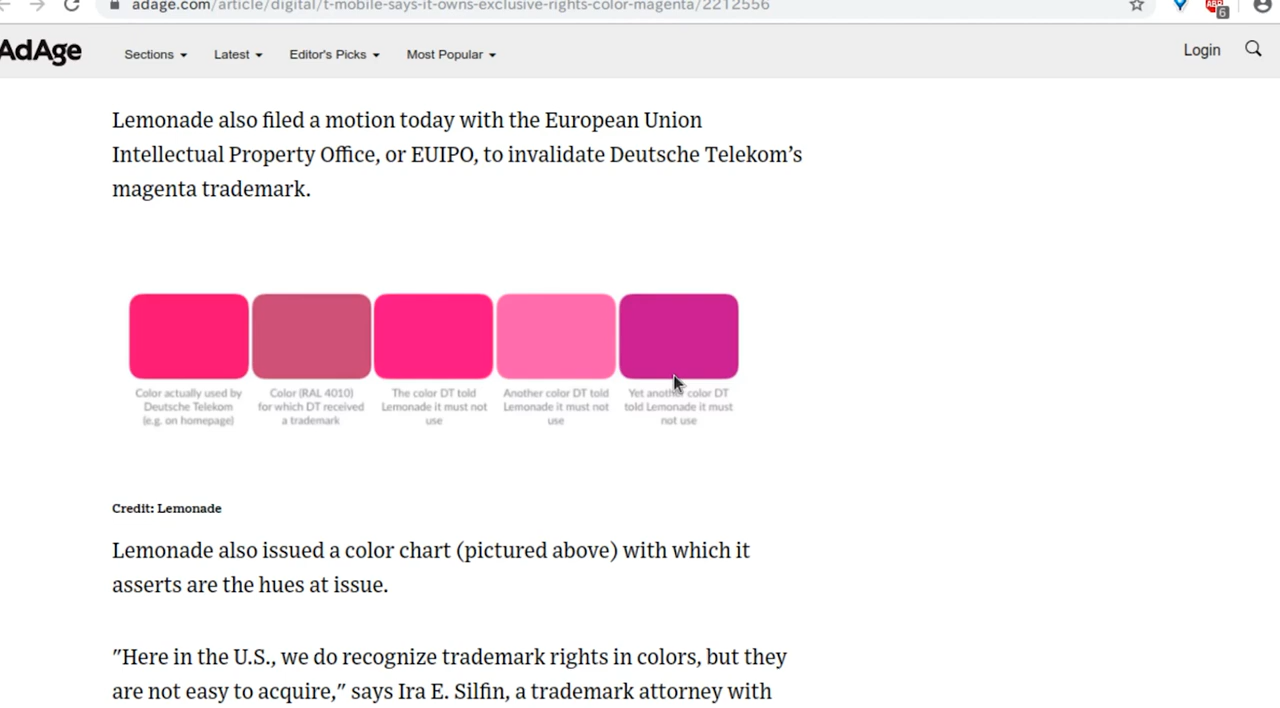 adage.com/article/digital/t-mobile-says-it-owns-exclusive-rights-color-magenta/2212556
ABP
6
AdAge
Sections
Latest
Editor's Picks
Most Popular
Login
Lemonade also filed a motion today with the European Union
Intellectual Property Office, or EUIPO, to invalidate Deutsche Telekom’s
magenta trademark.
Color actually used by
Deutsche Telekom
(e.g. on homepage)
Color (RAL 4010)
for which DT received
a trademark
The color DT told
Lemonade it must not
use
Another color DT told
Lemonade it must not
use
Yet another color DT
told Lemonade it must
not use
Credit: Lemonade
Lemonade also issued a color chart (pictured above) with which it
asserts are the hues at issue.
"Here in the U.S., we do recognize trademark rights in colors, but they
are not easy to acquire," says Ira E. Silfin, a trademark attorney with